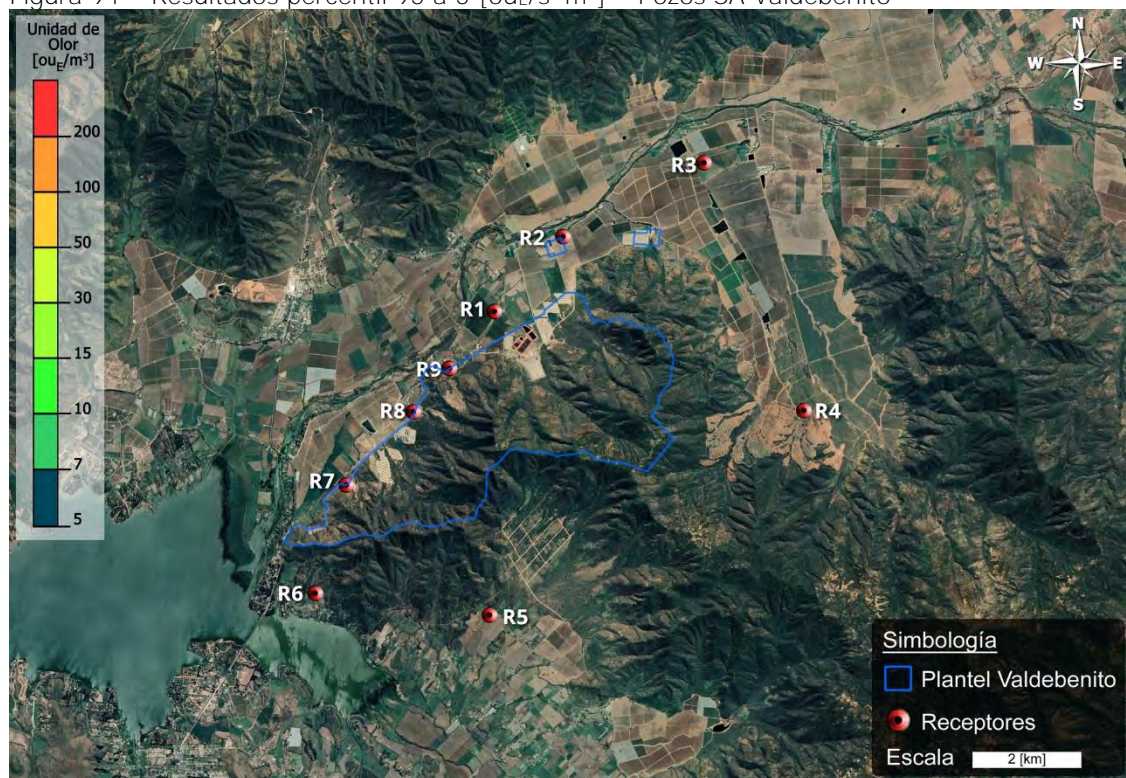 Unidad de
Olor
[ouE/m³]
200
100
50
30
15
10
7
5
N
W E
S
R3
R2
R1
R9
R8
R4
R7
R6
R5
Simbología
Plantel Valdebenito
Receptores
Escala 2 [km]